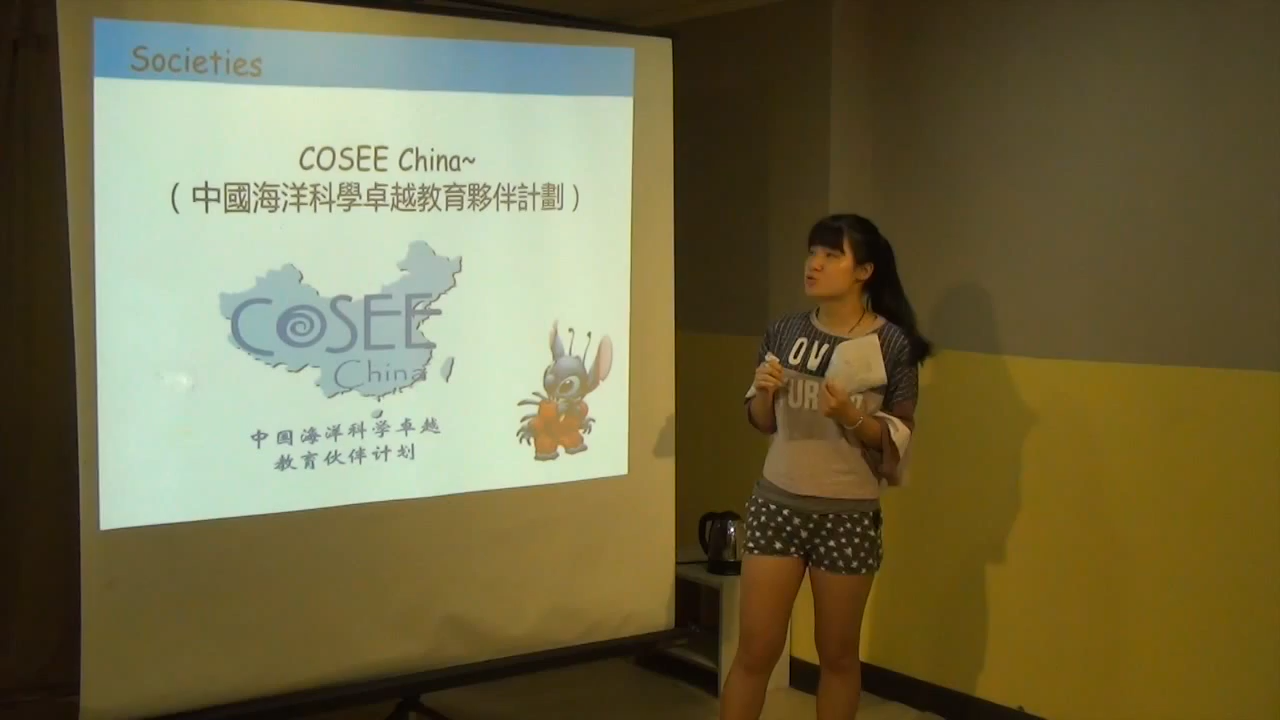 Societies
COSEE China~
(中國海洋科學卓越教育夥伴計劃)
COSEE
China
中国海洋科学卓越
教育伙伴计划
OV